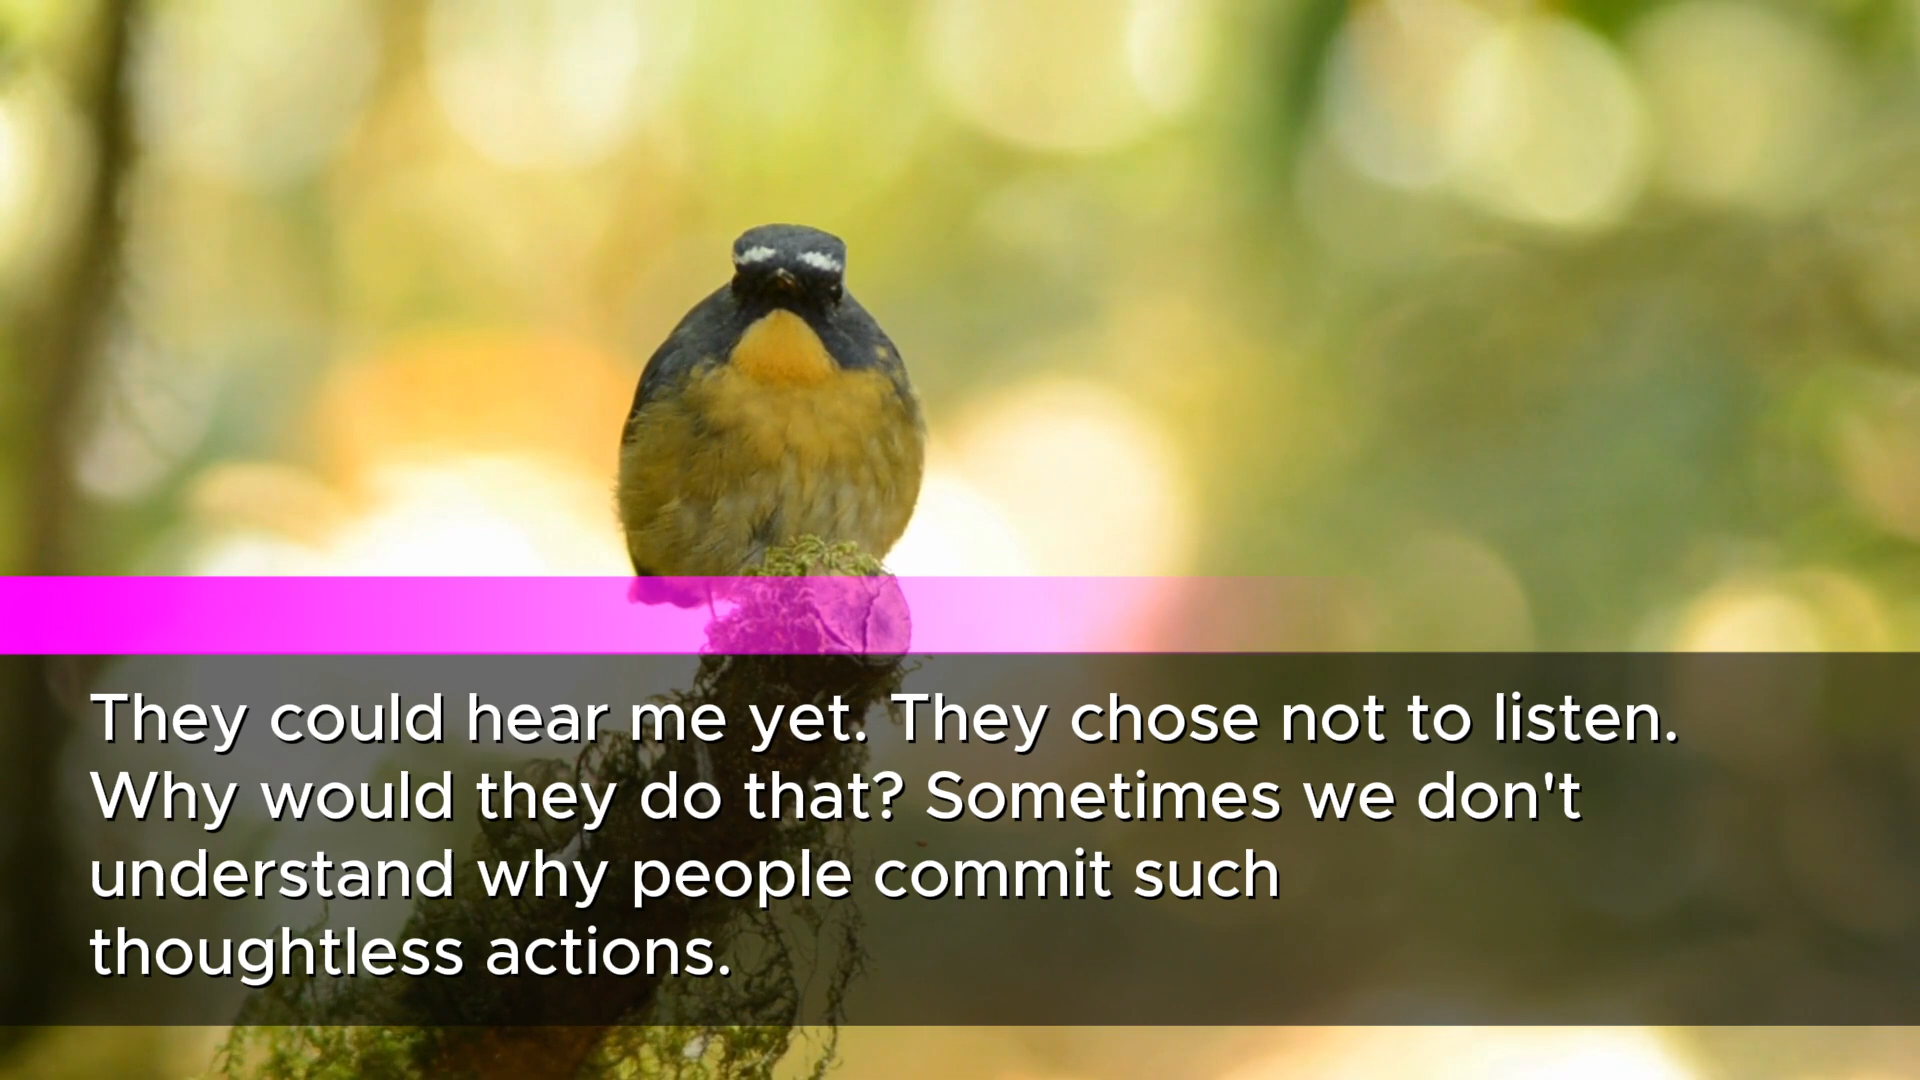 They could hear me yet. They chose not to listen.
Why would they do that? Sometimes we don't
understand why people commit such
thoughtless actions.